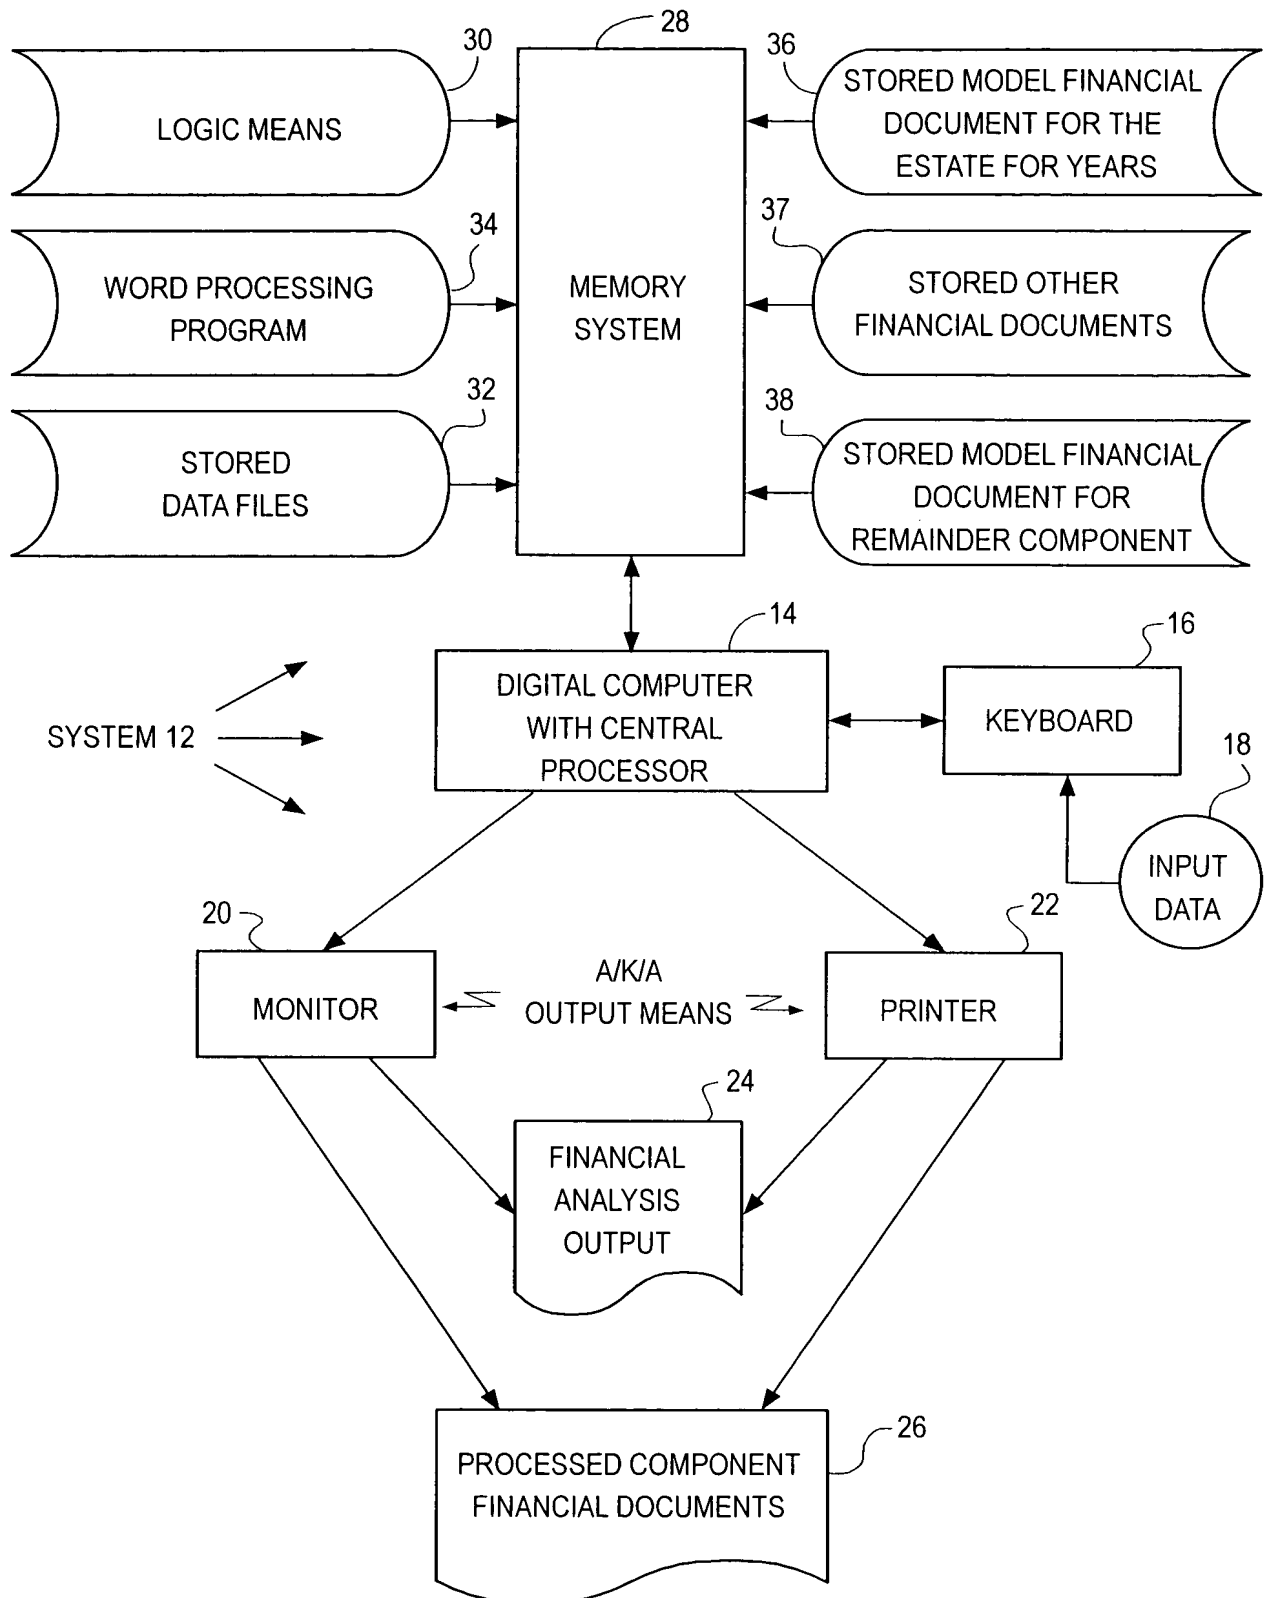 28
30
LOGIC MEANS
36
STORED MODEL FINANCIAL
DOCUMENT FOR THE
ESTATE FOR YEARS
34
WORD PROCESSING
PROGRAM
MEMORY
SYSTEM
37
STORED OTHER
FINANCIAL DOCUMENTS
32
STORED
DATA FILES
38
STORED MODEL FINANCIAL
DOCUMENT FOR
REMAINDER COMPONENT
14
DIGITAL COMPUTER
WITH CENTRAL
PROCESSOR
16
KEYBOARD
SYSTEM 12
18
INPUT
DATA
20
MONITOR
A/K/A
OUTPUT MEANS
22
PRINTER
24
FINANCIAL
ANALYSIS
OUTPUT
26
PROCESSED COMPONENT
FINANCIAL DOCUMENTS